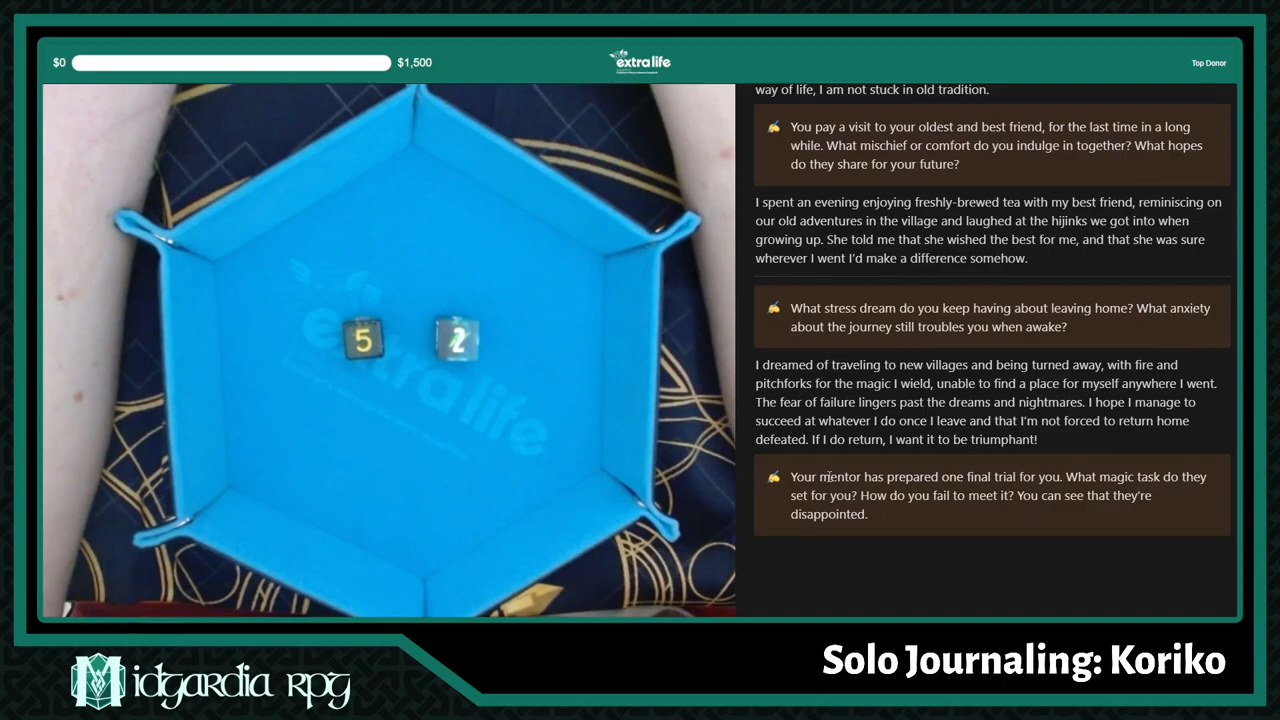 $0
$1,500
extralife
Top Donor
way of life, I am not stuck in old tradition.
You pay a visit to your oldest and best friend, for the last time in a long
while. What mischief or comfort do you indulge in together? What hopes
do they share for your future?
I spent an evening enjoying freshly-brewed tea with my best friend, reminiscing on
our old adventures in the village and laughed at the hijinks we got into when
growing up. She told me that she wished the best for me, and that she was sure
wherever I went I'd make a difference somehow.
What stress dream do you keep having about leaving home? What anxiety
about the journey still troubles you when awake?
I dreamed of traveling to new villages and being turned away, with fire and
pitchforks for the magic I wield, unable to find a place for myself anywhere I went.
The fear of failure lingers past the dreams and nightmares. I hope I manage to
succeed at whatever I do once I leave and that I'm not forced to return home
defeated. If I do return, I want it to be triumphant!
Your mentor has prepared one final trial for you. What magic task do they
set for you? How do you fail to meet it? You can see that they're
disappointed.
extra life
5 2
Solo Journaling: Koriko
Midgardia RPG